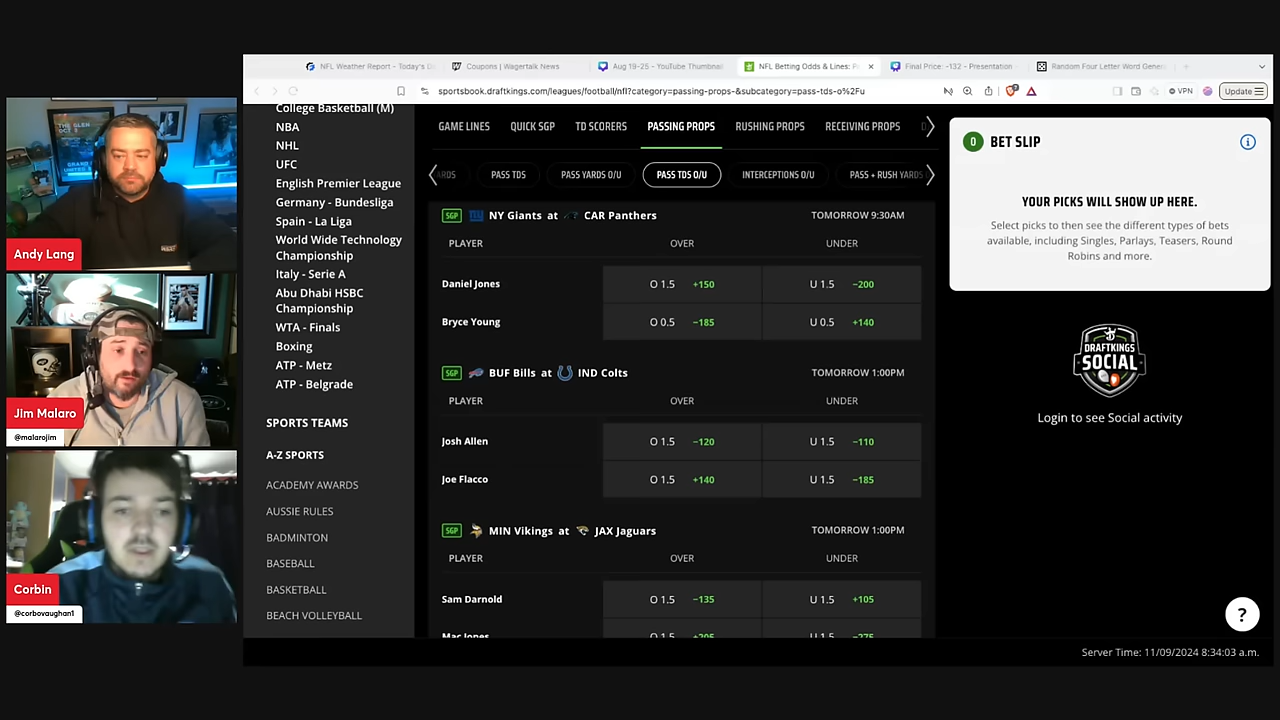 NFL Weather Report - Today's D
Coupons | Wagertalk News
Aug 19-25 - YouTube Thumbnail
NFL Betting Odds & Lines: P
Final Price: -132 - Presentation
Random Four Letter Word Gene
sportsbook.draftkings.com/leagues/football/nfl?category=passing-props-&subcategory=pass-tds-o%2Fu
VPN
Update
Andy Lang
Jim Malaro
@malarojim
Corbin
@corbovaughan1
College Basketball (M)
NBA
NHL
UFC
English Premier League
Germany - Bundesliga
Spain - La Liga
World Wide Technology
Championship
Italy - Serie A
Abu Dhabi HSBC
Championship
WTA - Finals
Boxing
ATP - Metz
ATP - Belgrade
SPORTS TEAMS
A-Z SPORTS
ACADEMY AWARDS
AUSSIE RULES
BADMINTON
BASEBALL
BASKETBALL
BEACH VOLLEYBALL
GAME LINES QUICK SGP TD SCORERS PASSING PROPS RUSHING PROPS RECEIVING PROPS
ARDS PASS TDS PASS YARDS O/U PASS TDS O/U INTERCEPTIONS O/U PASS + RUSH YARDS
SGP NY Giants at CAR Panthers TOMORROW 9:30AM
PLAYER OVER UNDER
Daniel Jones O 1.5 +150 U 1.5 −200
Bryce Young O 0.5 −185 U 0.5 +140
SGP BUF Bills at IND Colts TOMORROW 1:00PM
PLAYER OVER UNDER
Josh Allen O 1.5 −120 U 1.5 −110
Joe Flacco O 1.5 +140 U 1.5 −185
SGP MIN Vikings at JAX Jaguars TOMORROW 1:00PM
PLAYER OVER UNDER
Sam Darnold O 1.5 −135 U 1.5 +105
Mac Jones O 1.5 +205 U 1.5 −275
0 BET SLIP
YOUR PICKS WILL SHOW UP HERE.
Select picks to then see the different types of bets
available, including Singles, Parlays, Teasers, Round
Robins and more.
DRAFTKINGS
SOCIAL
Login to see Social activity
?
Server Time: 11/09/2024 8:34:03 a.m.